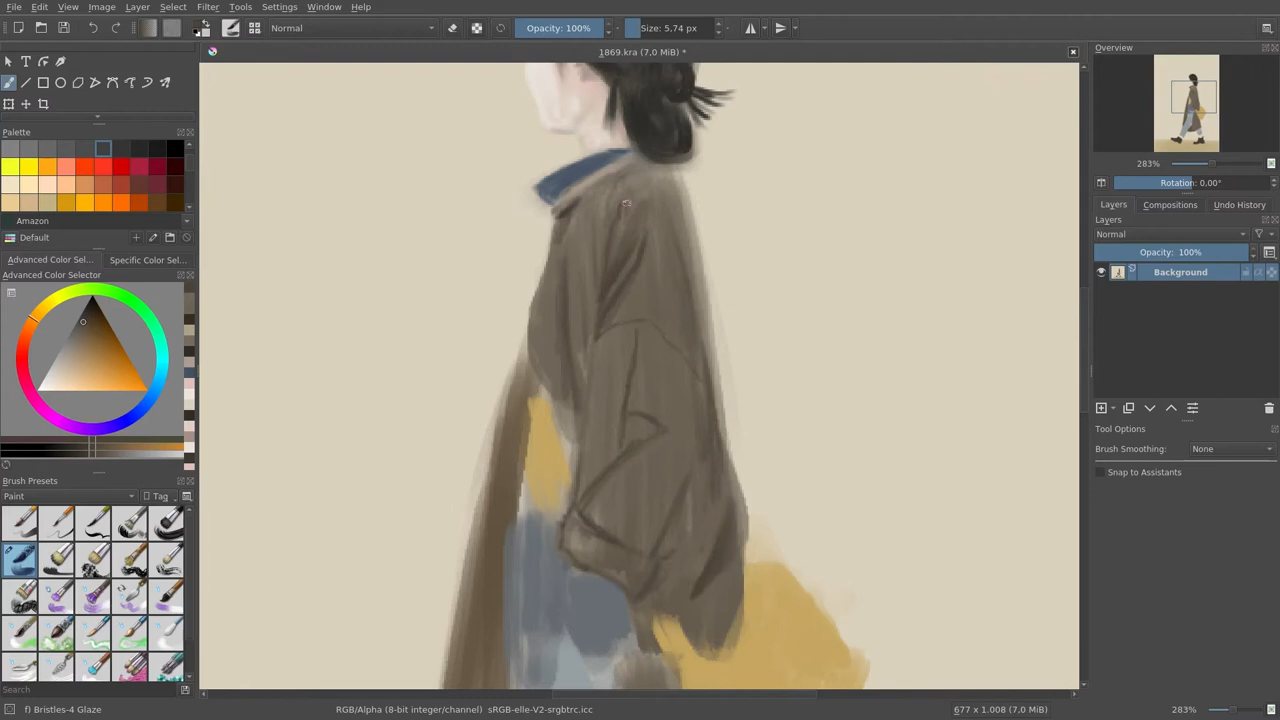 File Edit View Image Layer Select Filter Tools Settings Window Help
Normal Opacity: 100% Size: 5,74 px
1869.kra (7,0 MiB) *
Overview
283%
Rotation: 0,00°
Layers Compositions Undo History
Layers
Normal
Opacity: 100%
Background
Tool Options
Brush Smoothing: None
Snap to Assistants
Palette
Amazon
Default
Advanced Color Sel... Specific Color Sel...
Advanced Color Selector
Brush Presets
Paint Tag
Search
f) Bristles-4 Glaze RGB/Alpha (8-bit integer/channel) sRGB-elle-V2-srgbtrc.icc 677 x 1.008 (7,0 MiB) 283%